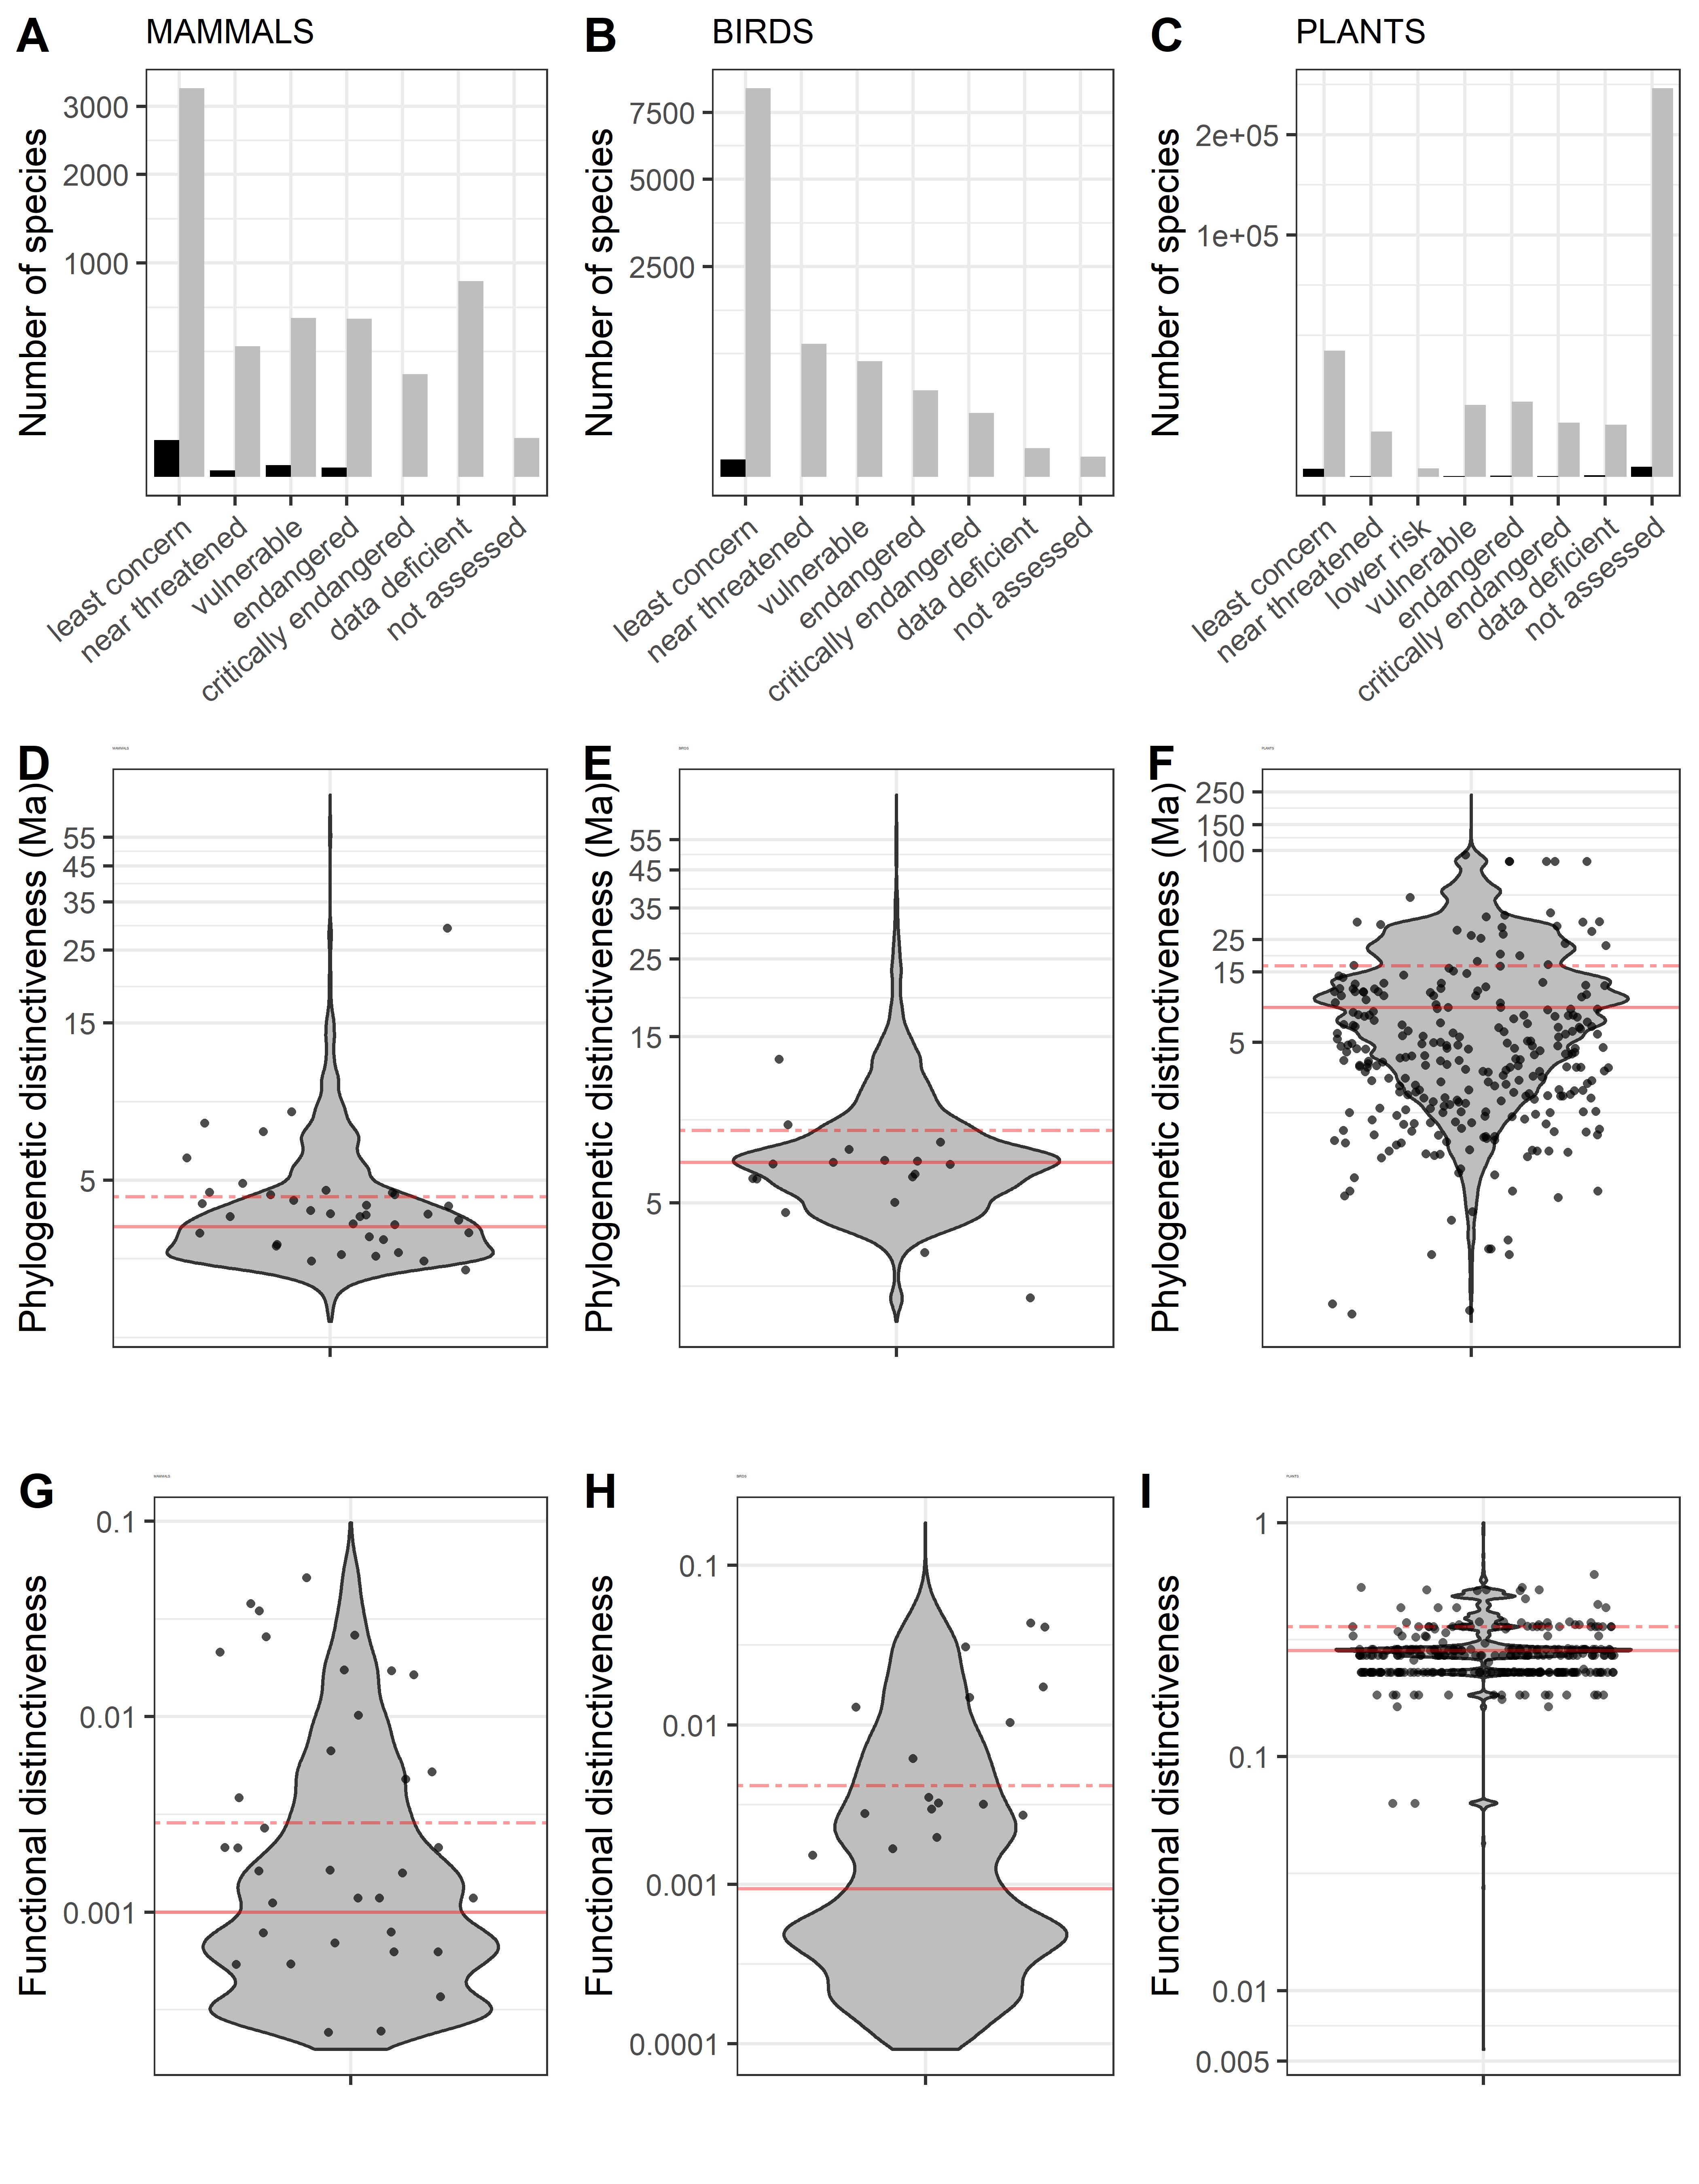 A MAMMALS
B BIRDS
C PLANTS
Number of species
3000
2000
1000
least concern
near threatened
vulnerable
endangered
critically endangered
data deficient
not assessed
Number of species
7500
5000
2500
least concern
near threatened
vulnerable
endangered
critically endangered
data deficient
not assessed
Number of species
2e+05
1e+05
least concern
near threatened
lower risk
vulnerable
endangered
critically endangered
data deficient
not assessed
D MAMMALS
Phylogenetic distinctiveness (Ma)
55
45
35
25
15
5
E BIRDS
Phylogenetic distinctiveness (Ma)
55
45
35
25
15
5
F PLANTS
Phylogenetic distinctiveness (Ma)
250
150
100
25
15
5
G MAMMALS
Functional distinctiveness
0.1
0.01
0.001
H BIRDS
Functional distinctiveness
0.1
0.01
0.001
0.0001
I PLANTS
Functional distinctiveness
1
0.1
0.01
0.005